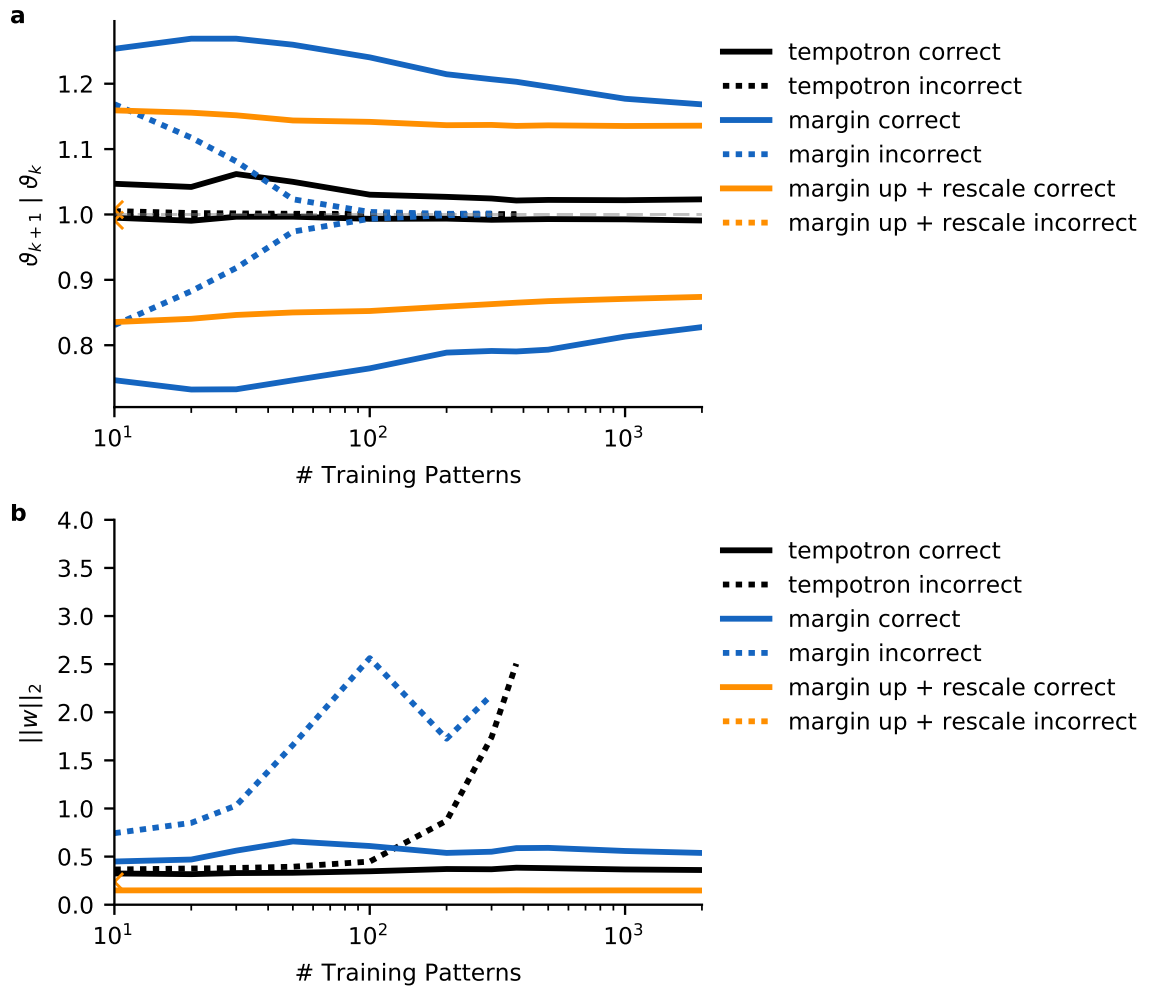 a
1.2
1.1
1.0
0.9
0.8
ϑk+1 | ϑk
10¹ 10² 10³
# Training Patterns
tempotron correct
tempotron incorrect
margin correct
margin incorrect
margin up + rescale correct
margin up + rescale incorrect
b
4.0
3.5
3.0
2.5
2.0
1.5
1.0
0.5
0.0
||w||₂
10¹ 10² 10³
# Training Patterns
tempotron correct
tempotron incorrect
margin correct
margin incorrect
margin up + rescale correct
margin up + rescale incorrect